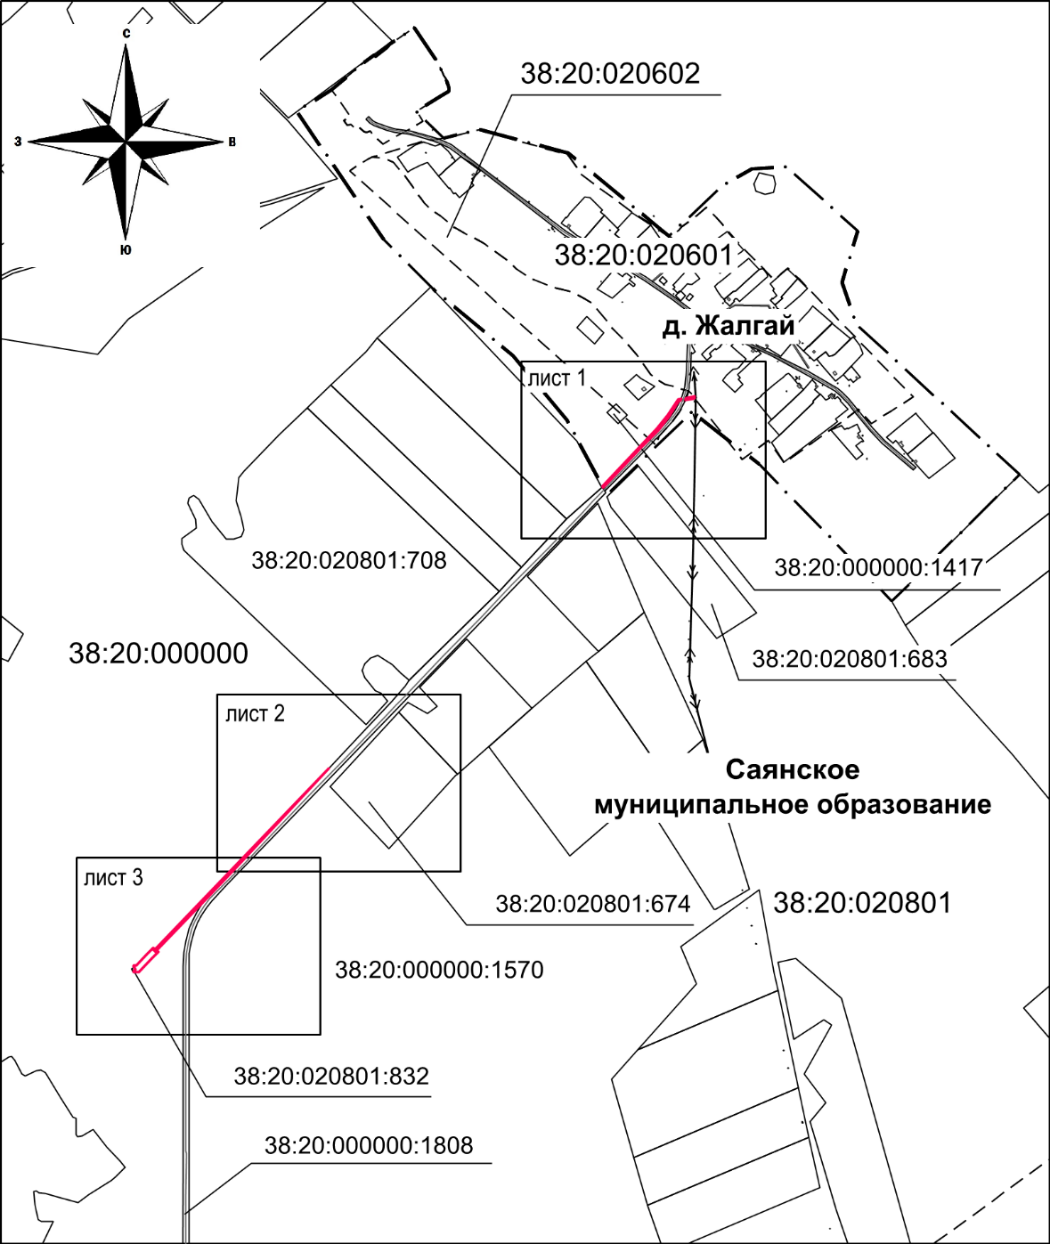 С
З
В
Ю
38:20:020602
38:20:020601
д. Жалгай
лист 1
38:20:020801:708
38:20:000000:1417
38:20:000000
38:20:020801:683
лист 2
Саянское
муниципальное образование
лист 3
38:20:020801:674
38:20:020801
38:20:000000:1570
38:20:020801:832
38:20:000000:1808